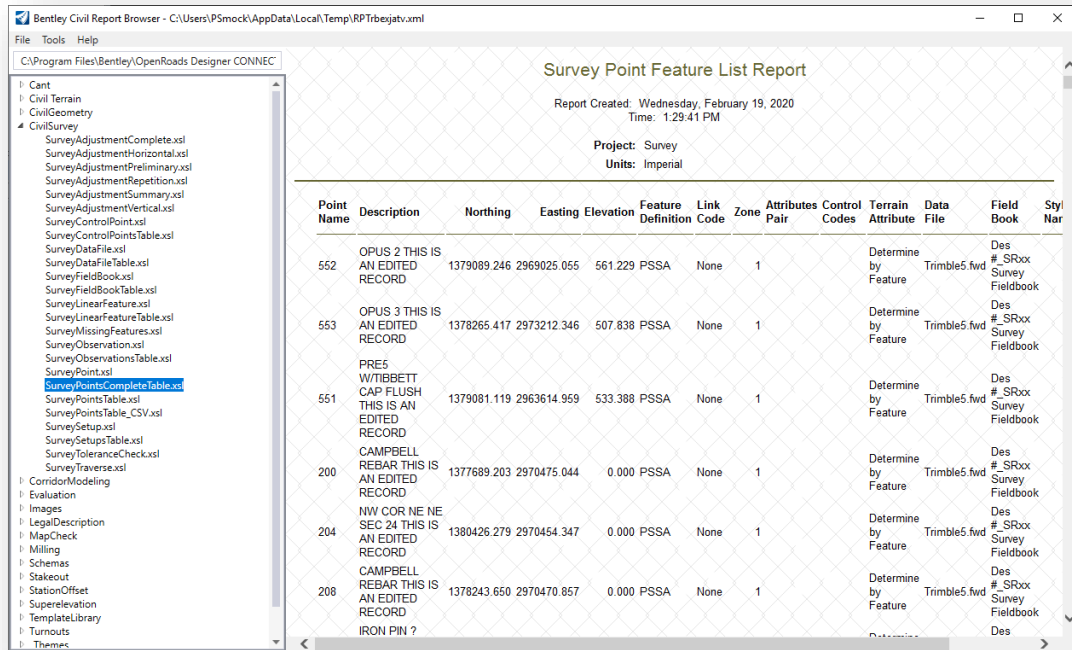 Bentley Civil Report Browser - C:\Users\PSmock\AppData\Local\Temp\RPTrbexjatv.xml
File Tools Help
C:\Program Files\Bentley\OpenRoads Designer CONNEC
Cant
Civil Terrain
CivilGeometry
CivilSurvey
SurveyAdjustmentComplete.xsl
SurveyAdjustmentHorizontal.xsl
SurveyAdjustmentPreliminary.xsl
SurveyAdjustmentRepetition.xsl
SurveyAdjustmentSummary.xsl
SurveyAdjustmentVertical.xsl
SurveyControlPoint.xsl
SurveyControlPointsTable.xsl
SurveyDataFile.xsl
SurveyDataFileTable.xsl
SurveyFieldBook.xsl
SurveyFieldBookTable.xsl
SurveyLinearFeature.xsl
SurveyLinearFeatureTable.xsl
SurveyMissingFeatures.xsl
SurveyObservation.xsl
SurveyObservationsTable.xsl
SurveyPoint.xsl
SurveyPointsCompleteTable.xsl
SurveyPointsTable.xsl
SurveyPointsTable_CSV.xsl
SurveySetup.xsl
SurveySetupsTable.xsl
SurveyToleranceCheck.xsl
SurveyTraverse.xsl
CorridorModeling
Evaluation
Images
LegalDescription
MapCheck
Milling
Schemas
Stakeout
StationOffset
Superelevation
TemplateLibrary
Turnouts
_Themes
Survey Point Feature List Report
Report Created: Wednesday, February 19, 2020
Time: 1:29:41 PM
Project: Survey
Units: Imperial
Point Feature Link Attributes Control Terrain Data Field Styl
Name Description Northing Easting Elevation Definition Code Zone Pair Codes Attribute File Book Nar
OPUS 2 THIS IS Determine Des
552 AN EDITED 1379089.246 2969025.055 561.229 PSSA None 1 by Trimble5.fwd #_SRxx
RECORD Feature Survey
Fieldbook
OPUS 3 THIS IS Determine Des
553 AN EDITED 1378265.417 2973212.346 507.838 PSSA None 1 by Trimble5.fwd #_SRxx
RECORD Feature Survey
Fieldbook
PRE5
W/TIBBETT Des
CAP FLUSH Determine #_SRxx
551 THIS IS AN 1379081.119 2963614.959 533.388 PSSA None 1 by Trimble5.fwd Survey
EDITED Feature Fieldbook
RECORD
CAMPBELL Des
REBAR THIS IS Determine #_SRxx
200 AN EDITED 1377689.203 2970475.044 0.000 PSSA None 1 by Trimble5.fwd Survey
RECORD Feature Fieldbook
NW COR NE NE Des
SEC 24 THIS IS Determine #_SRxx
204 AN EDITED 1380426.279 2970454.347 0.000 PSSA None 1 by Trimble5.fwd Survey
RECORD Feature Fieldbook
CAMPBELL Des
REBAR THIS IS Determine #_SRxx
208 AN EDITED 1378243.650 2970470.857 0.000 PSSA None 1 by Trimble5.fwd Survey
RECORD Feature Fieldbook
IRON PIN ? Des